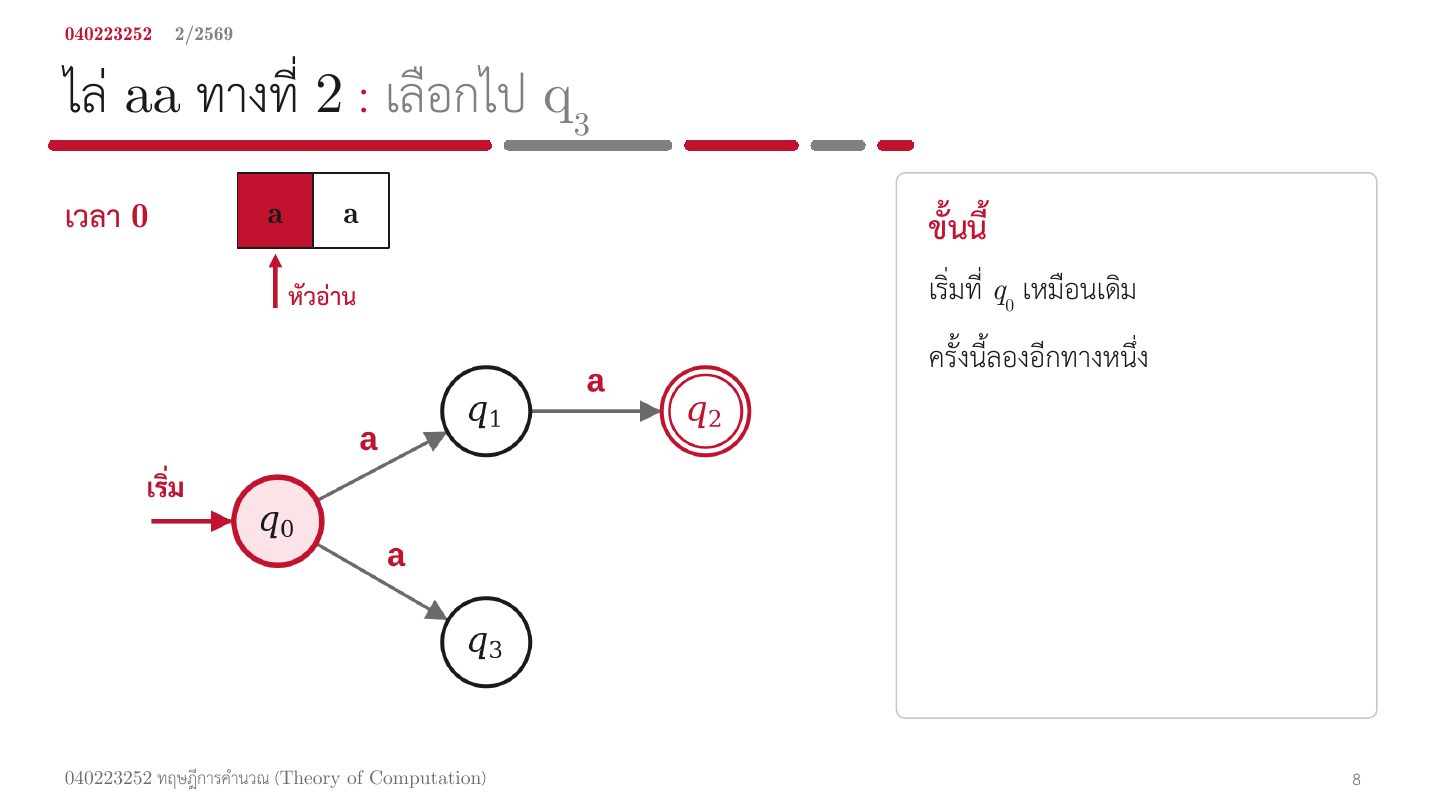 040223252 2/2569
ไล่ aa ทางที่ 2 : เลือกไป q₃
เวลา 0
a a
หัวอ่าน
ขั้นนี้
เริ่มที่ q₀ เหมือนเดิม
ครั้งนี้ลองอีกทางหนึ่ง
a
q₁ q₂
a
เริ่ม
q₀
a
q₃
040223252 ทฤษฎีการคำนวณ (Theory of Computation) 8